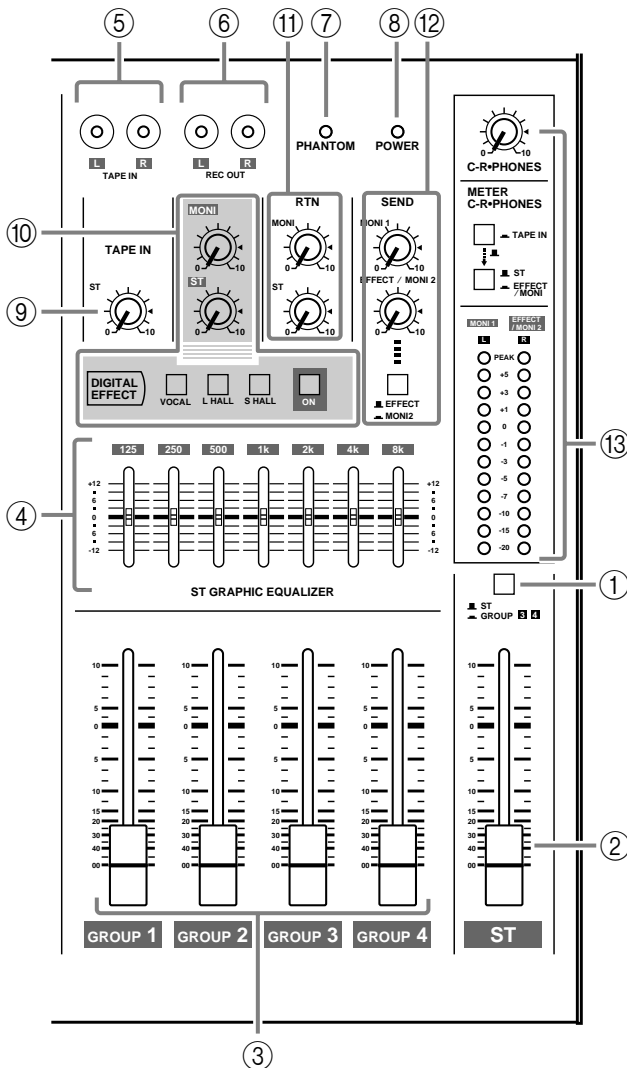 ⑤ ⑥ ⑪ ⑦ ⑧ ⑫
L R L R
TAPE IN REC OUT
PHANTOM POWER
0 10
C-R•PHONES
METER
C-R•PHONES
TAPE IN
ST
EFFECT
/ MONI
⑩
RTN SEND
MONI MONI MONI 1
0 10 0 10 0 10
TAPE IN
⑨
ST ST ST EFFECT / MONI 2
0 10 0 10 0 10 0 10
DIGITAL
EFFECT
VOCAL L HALL S HALL ON
EFFECT
MONI2
MONI 1 EFFECT
/ MONI 2
L R
PEAK
+5
+3
+1
0
-1
-3
-5
-7
-10
-15
-20
⑬
④
125 250 500 1k 2k 4k 8k
+12 +12
6 6
0 0
6 6
-12 -12
ST GRAPHIC EQUALIZER
①
ST
GROUP 3 4
10 10 10 10 10
5 5 5 5 5
0 0 0 0 0
5 5 5 5 5
10 10 10 10 10
15 15 15 15 15
20 20 20 20 20
30 30 30 30 30
40 40 40 40 40
00 00 00 00 00
②
GROUP 1 GROUP 2 GROUP 3 GROUP 4 ST
③